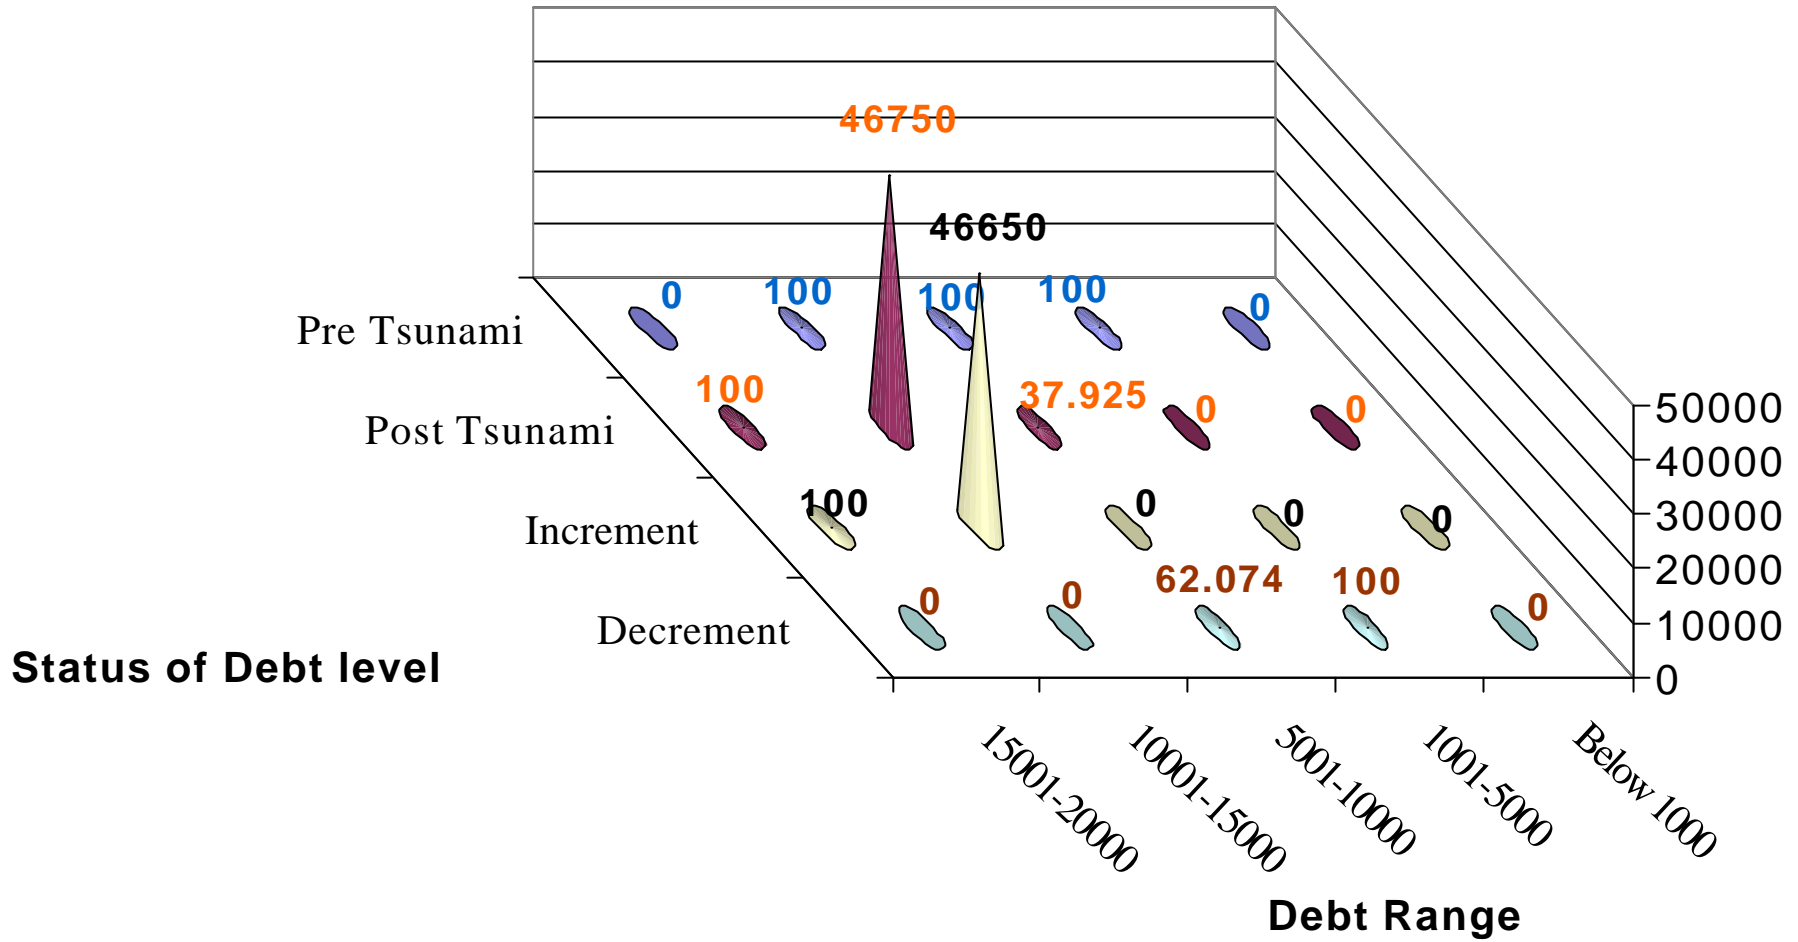 46750
46650
0 100 100 100 0
Pre Tsunami
100 37.925 0 0
Post Tsunami
50000
40000
100 0 0 0
30000
Increment
20000
62.074 100
0 0 0
10000
Decrement
Status of Debt level
0
15001-20000
10001-15000
5001-10000
1001-5000
Below 1000
Debt Range